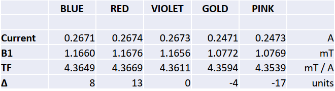 BLUE RED VIOLET GOLD PINK
Current 0.2671 0.2674 0.2673 0.2471 0.2473 A
B1 1.1660 1.1676 1.1656 1.0772 1.0769 mT
TF 4.3649 4.3669 4.3611 4.3594 4.3539 mT / A
Δ 8 13 0 -4 -17 units